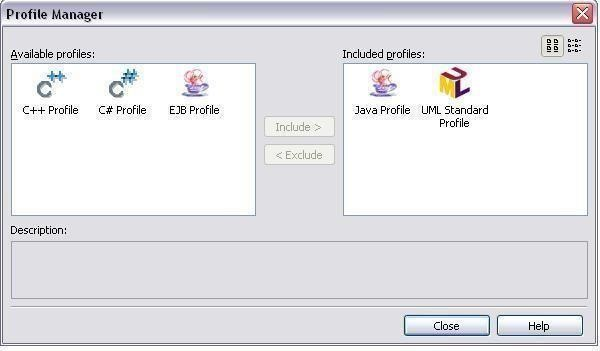 Profile Manager
Available profiles:
Included profiles:
C++ Profile
C# Profile
EJB Profile
Java Profile
UML Standard
Profile
Include >
< Exclude
Description:
Close
Help